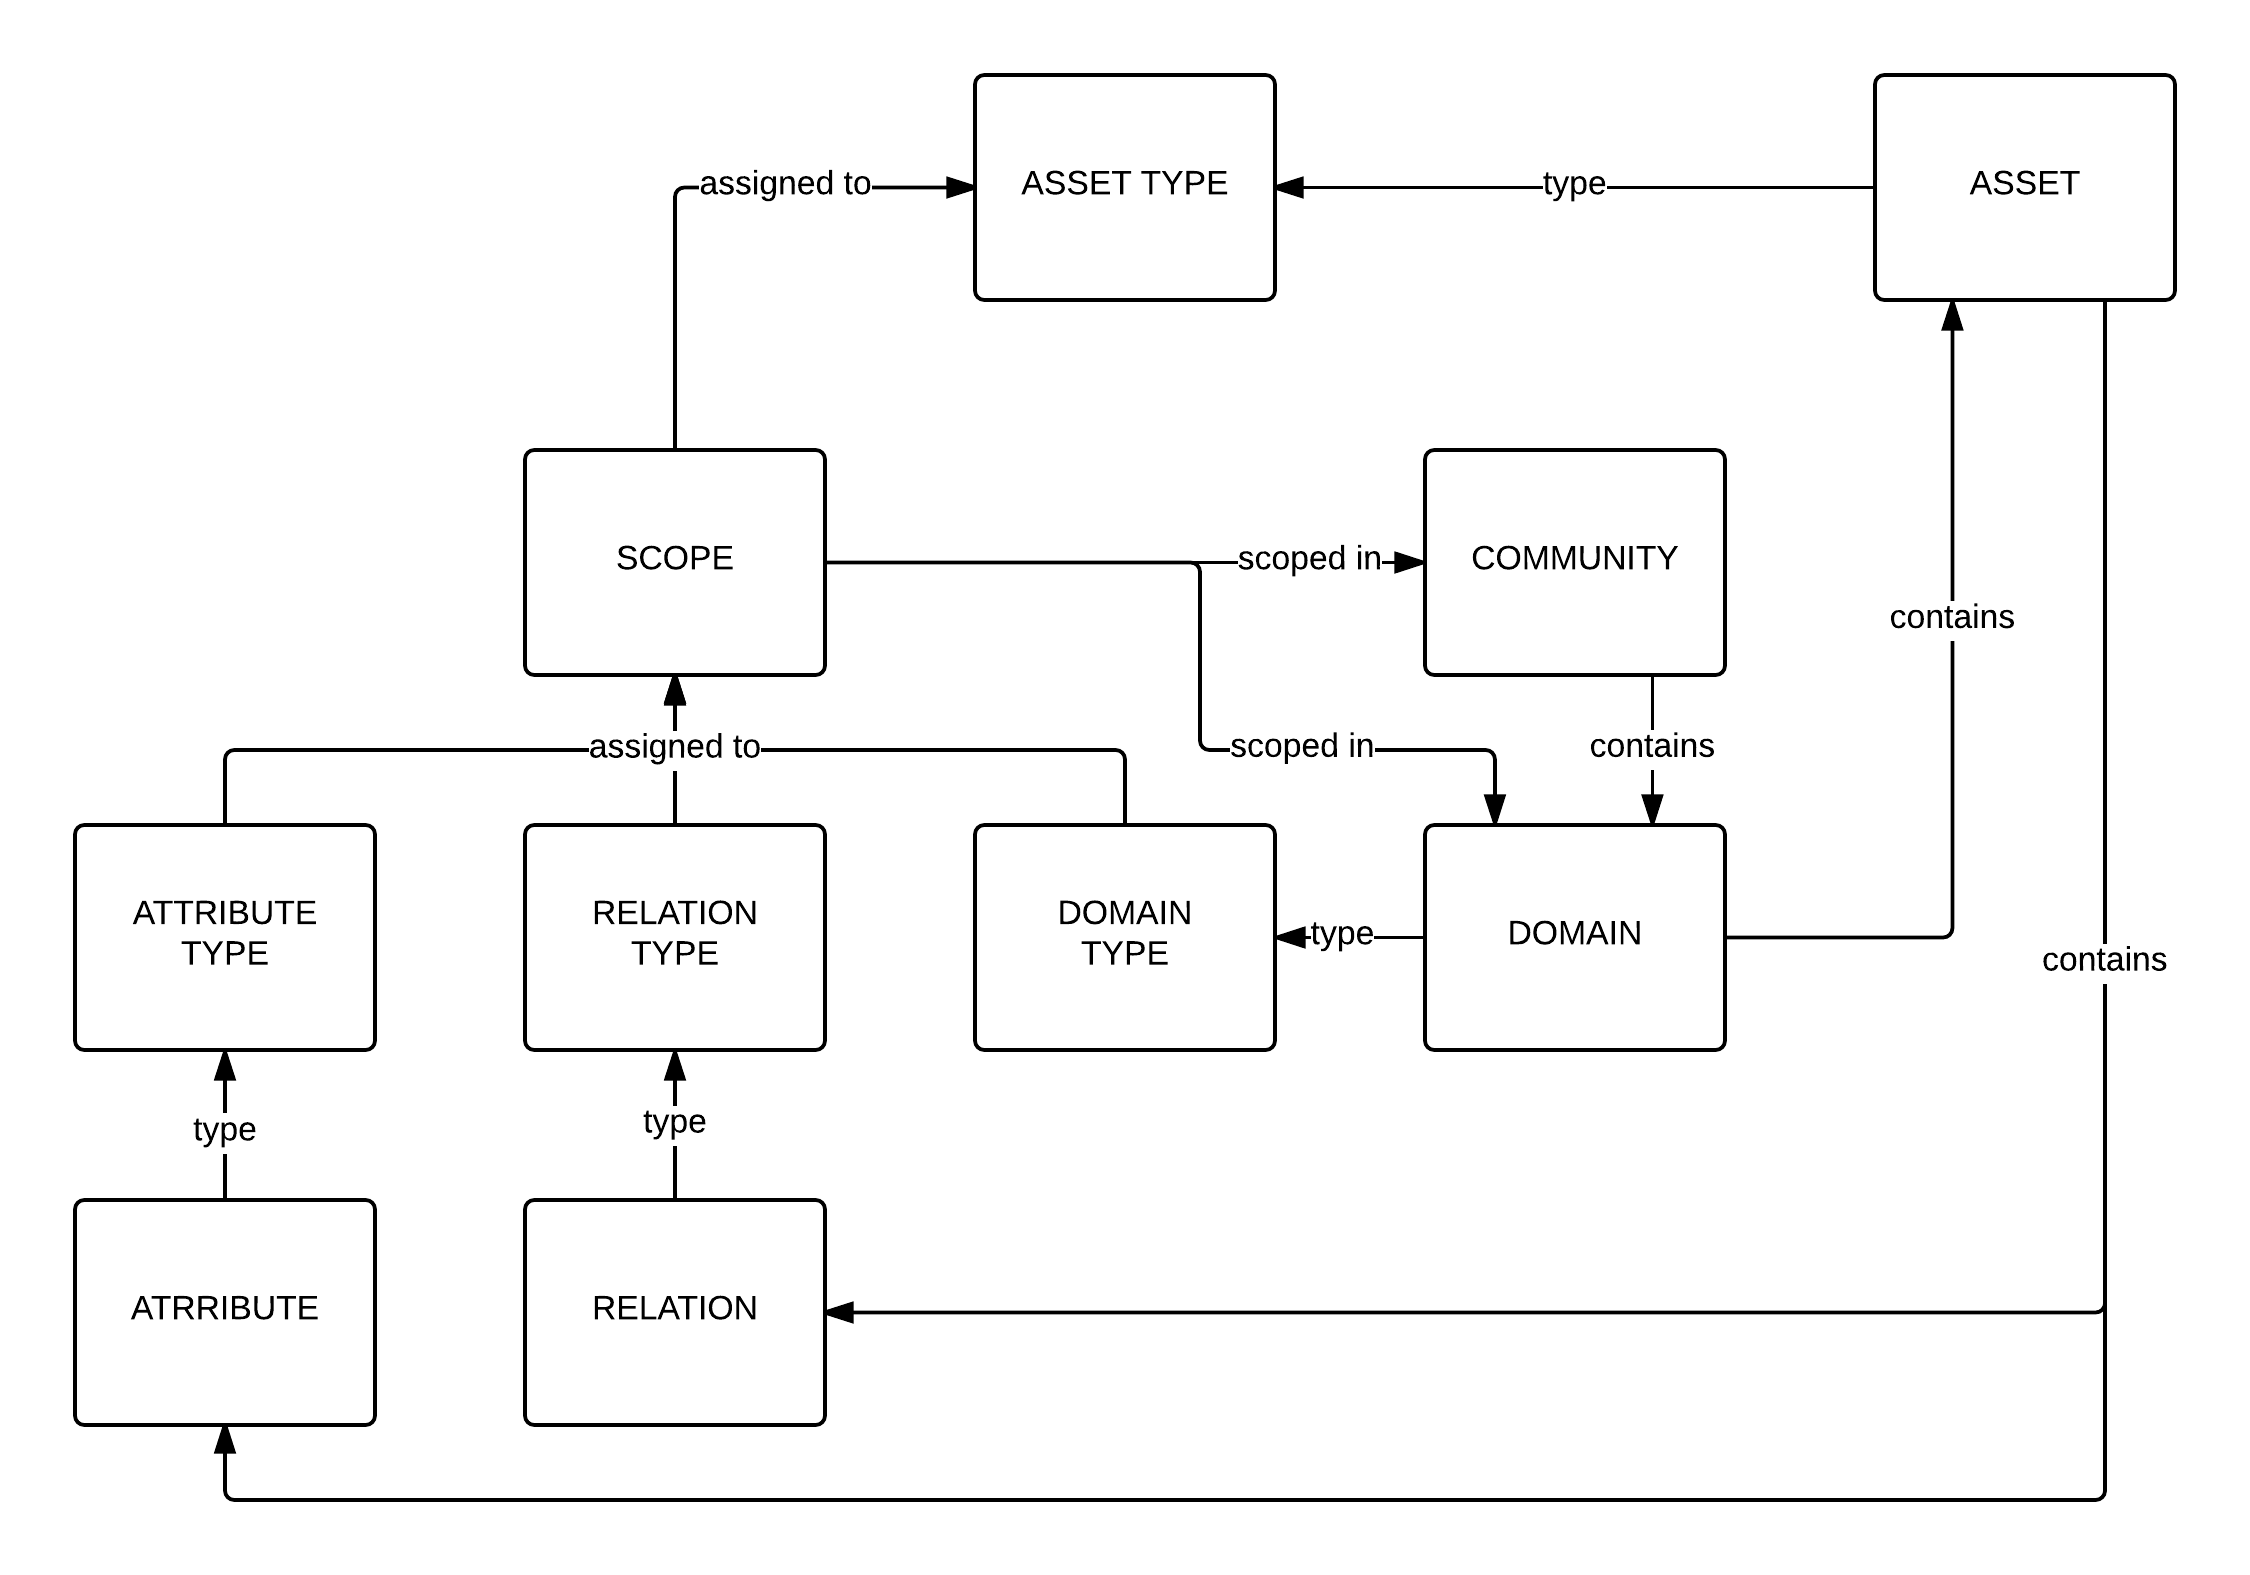 ASSET TYPE
ASSET
assigned to
type
SCOPE
scoped in
COMMUNITY
contains
assigned to
scoped in
contains
ATTRIBUTE
TYPE
RELATION
TYPE
DOMAIN
TYPE
type
DOMAIN
contains
type
type
ATRRIBUTE
RELATION